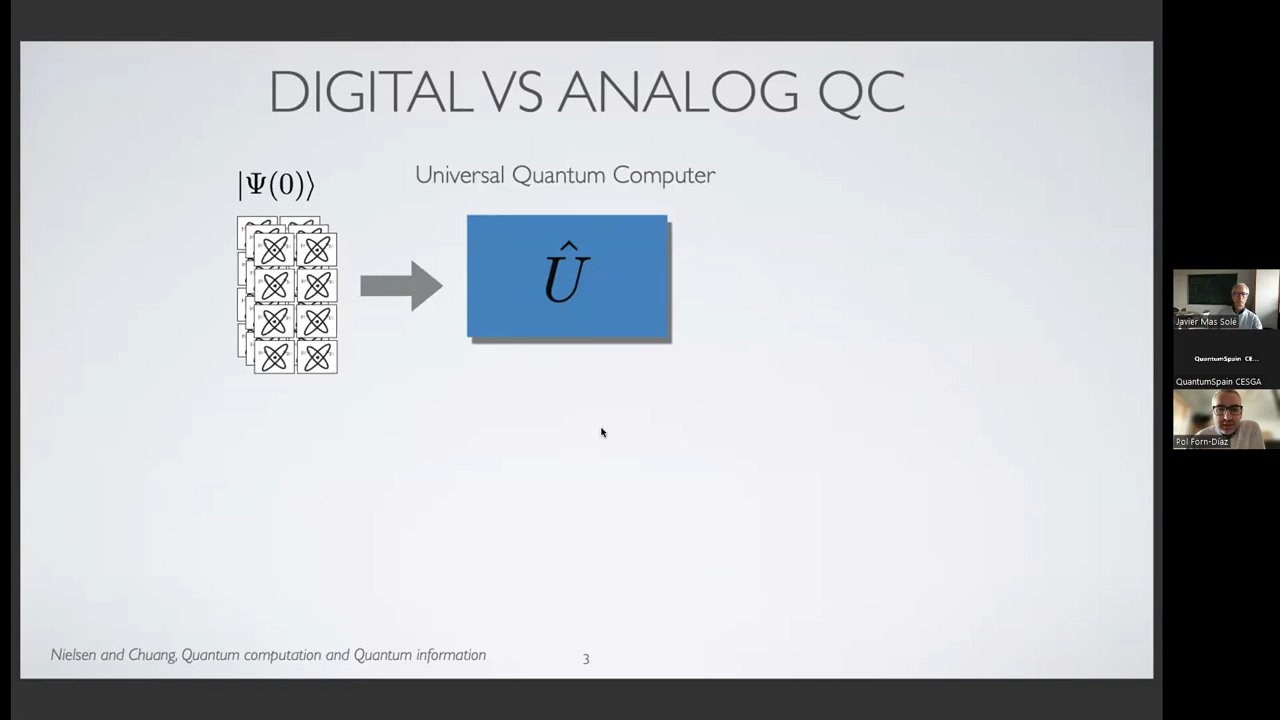 DIGITAL VS ANALOG QC
|Ψ(0)⟩
Universal Quantum Computer
Û
Nielsen and Chuang, Quantum computation and Quantum information
3
Javier Mas Solé
QuantumSpain CE...
QuantumSpain CESGA
Pol Forn-Díaz